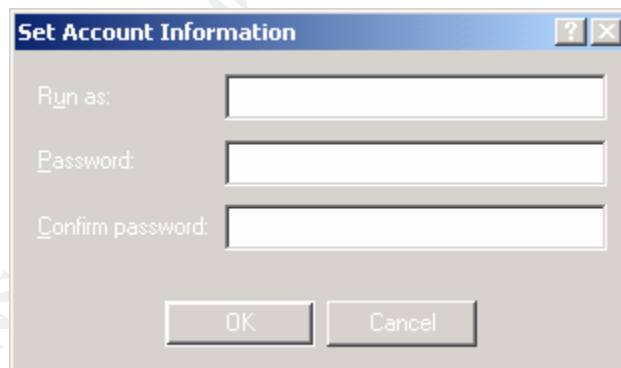 Set Account Information
Run as:
Password:
Confirm password:
OK Cancel